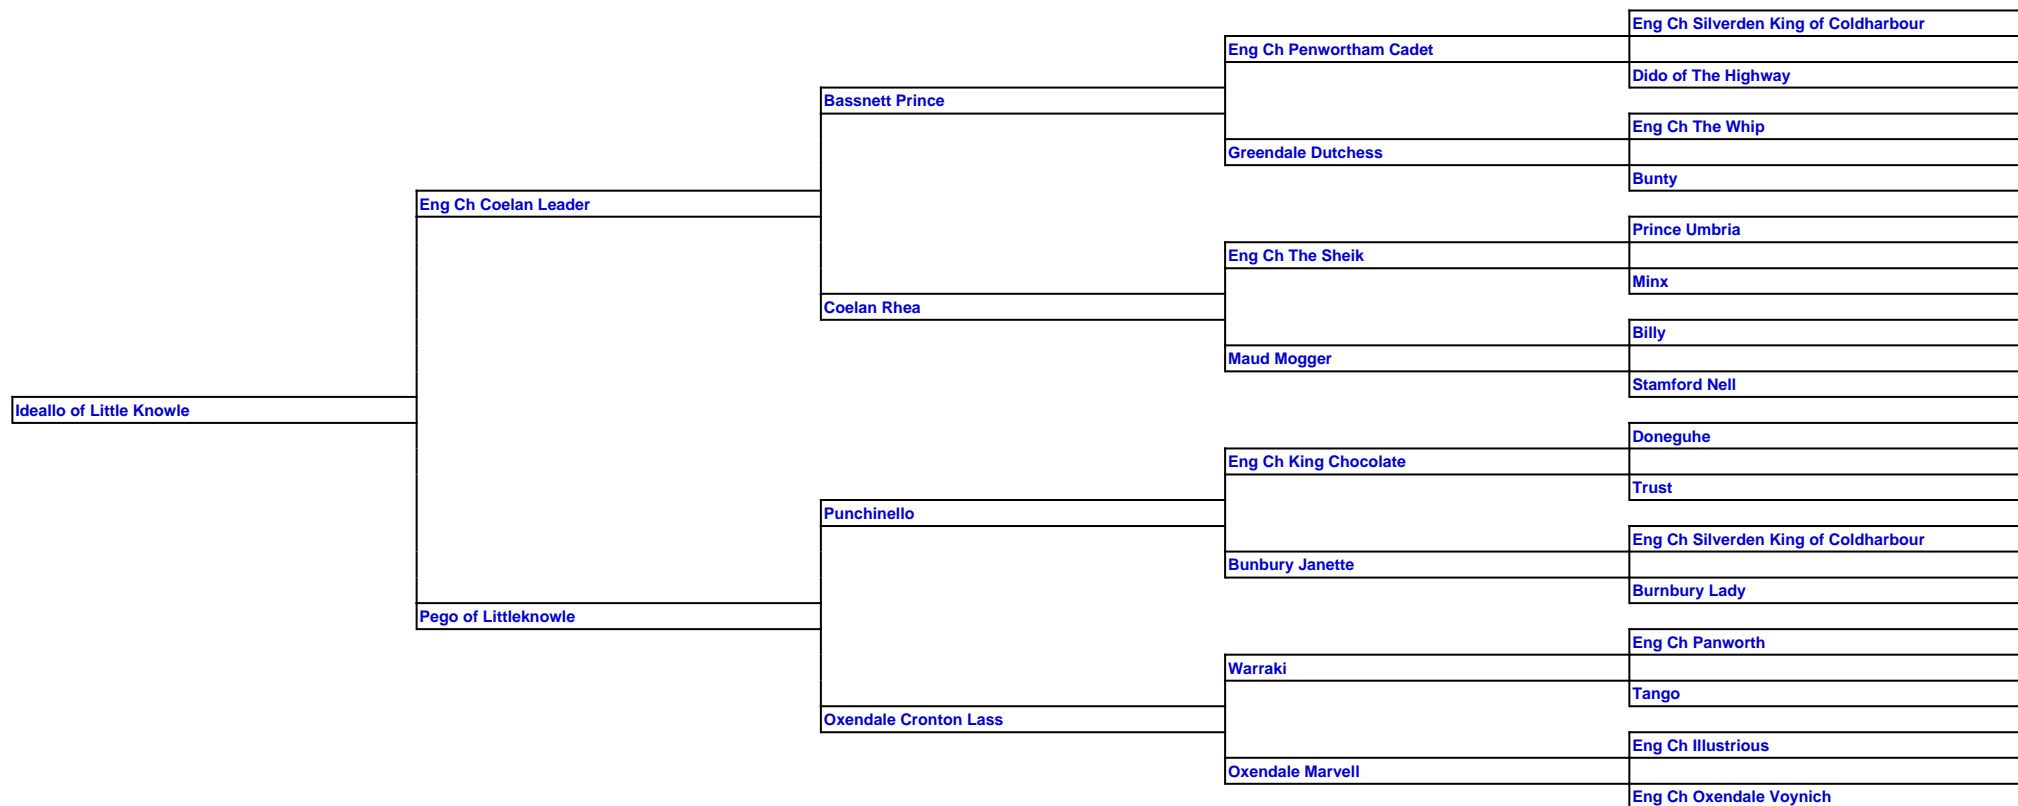 Eng Ch Silverden King of Coldharbour
Eng Ch Penwortham Cadet
Dido of The Highway
Bassnett Prince
Eng Ch The Whip
Greendale Dutchess
Bunty
Eng Ch Coelan Leader
Prince Umbria
Eng Ch The Sheik
Minx
Coelan Rhea
Billy
Maud Mogger
Stamford Nell
Ideallo of Little Knowle
Doneguhe
Eng Ch King Chocolate
Trust
Punchinello
Eng Ch Silverden King of Coldharbour
Bunbury Janette
Burnbury Lady
Pego of Littleknowle
Eng Ch Panworth
Warraki
Tango
Oxendale Cronton Lass
Eng Ch Illustrious
Oxendale Marvell
Eng Ch Oxendale Voynich